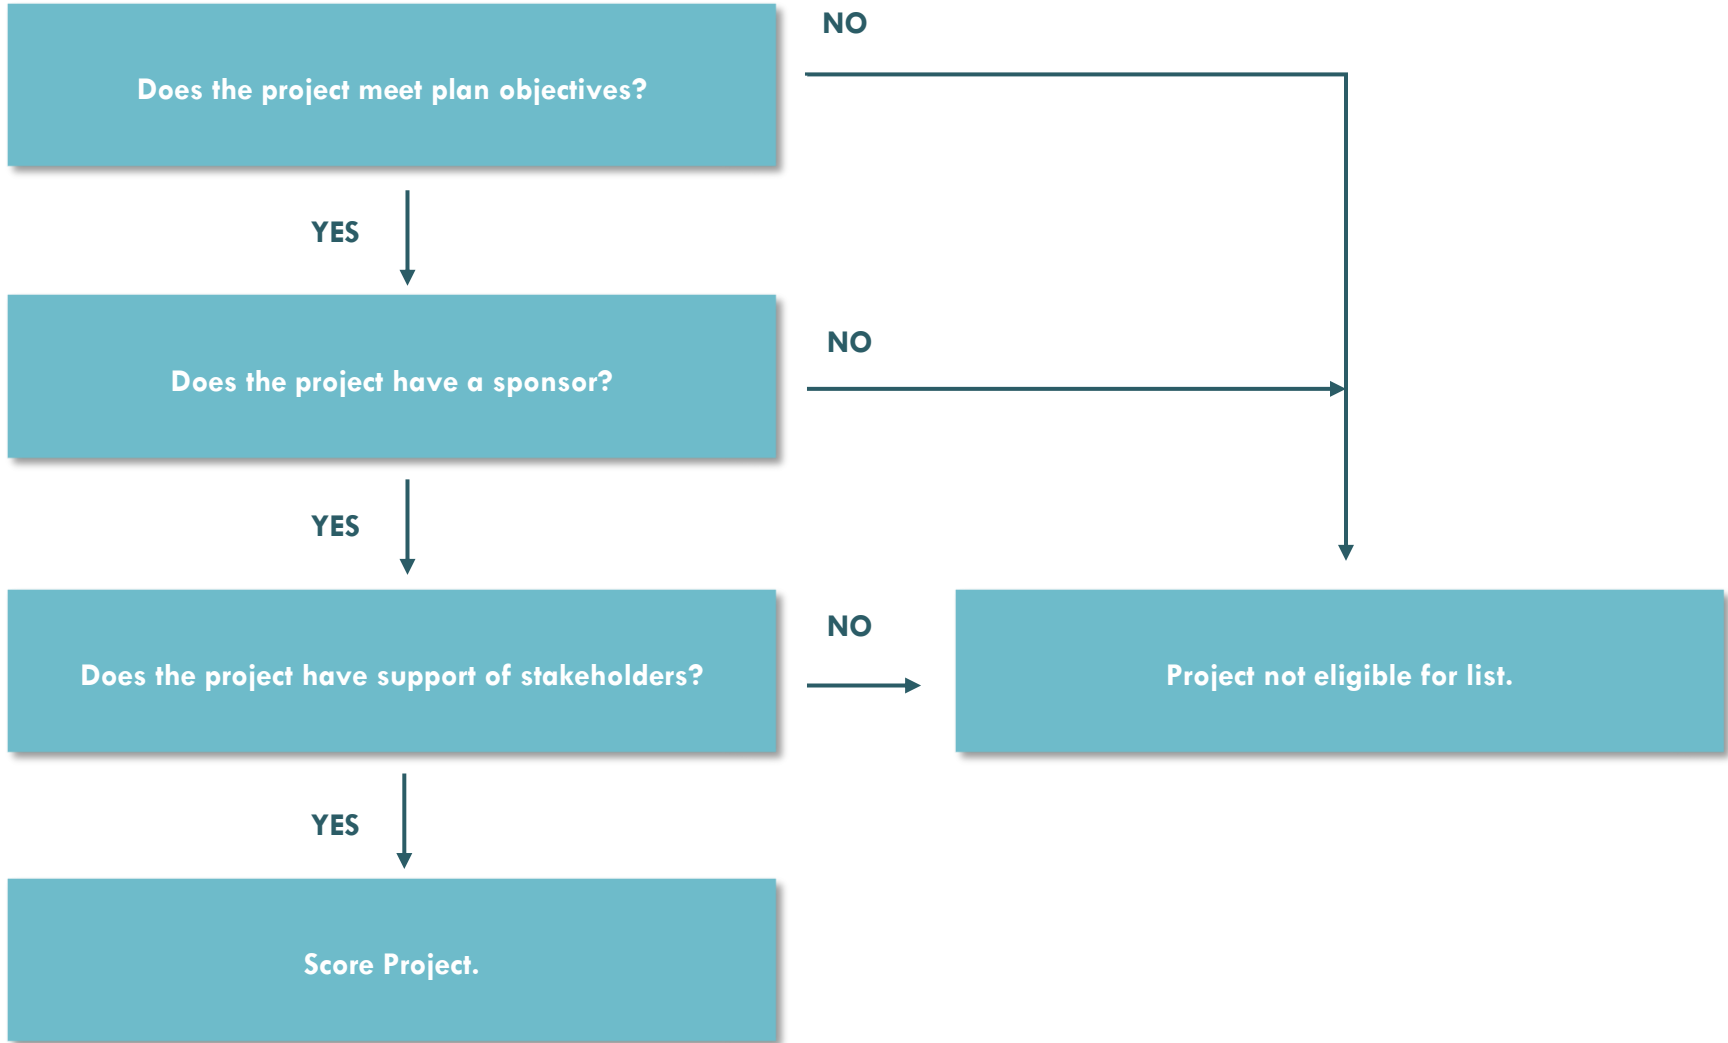 NO
Does the project meet plan objectives?
YES
NO
Does the project have a sponsor?
YES
NO
Does the project have support of stakeholders?
Project not eligible for list.
YES
Score Project.